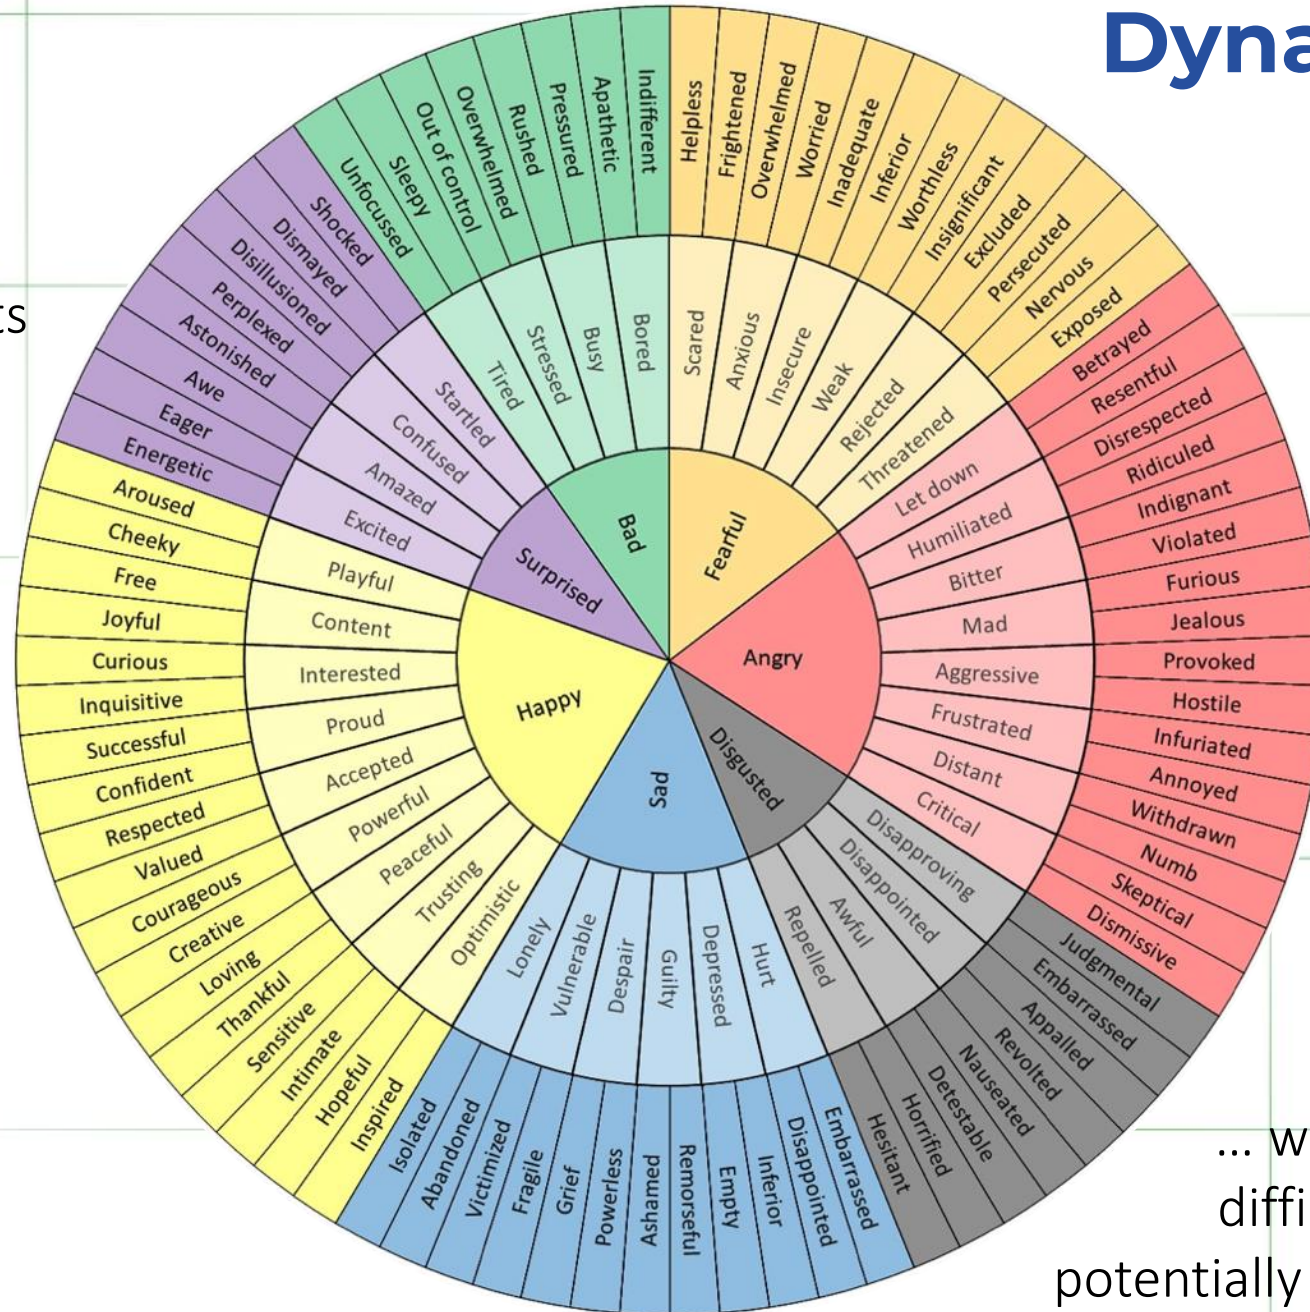 Dyna
ts
Bad
Fearful
Angry
Disgusted
Sad
Happy
Surprised
Tired
Stressed
Busy
Bored
Scared
Anxious
Insecure
Weak
Rejected
Threatened
Let down
Humiliated
Bitter
Mad
Aggressive
Frustrated
Distant
Critical
Disapproving
Disappointed
Awful
Repelled
Hurt
Depressed
Guilty
Despair
Vulnerable
Lonely
Optimistic
Trusting
Peaceful
Powerful
Accepted
Proud
Interested
Content
Playful
Excited
Amazed
Confused
Startled
Unfocussed
Sleepy
Out of control
Overwhelmed
Rushed
Pressured
Apathetic
Indifferent
Helpless
Frightened
Overwhelmed
Worried
Inadequate
Inferior
Worthless
Insignificant
Excluded
Persecuted
Nervous
Exposed
Betrayed
Resentful
Disrespected
Ridiculed
Indignant
Violated
Furious
Jealous
Provoked
Hostile
Infuriated
Annoyed
Withdrawn
Numb
Skeptical
Dismissive
Judgmental
Embarrassed
Appalled
Revolted
Nauseated
Detestable
Horrified
Hesitant
Embarrassed
Disappointed
Inferior
Empty
Remorseful
Ashamed
Powerless
Grief
Fragile
Victimized
Abandoned
Isolated
Inspired
Hopeful
Intimate
Sensitive
Thankful
Loving
Creative
Courageous
Valued
Respected
Confident
Successful
Inquisitive
Curious
Joyful
Free
Cheeky
Aroused
Energetic
Eager
Awe
Astonished
Perplexed
Disillusioned
Dismayed
Shocked
... w
diffi
potentially